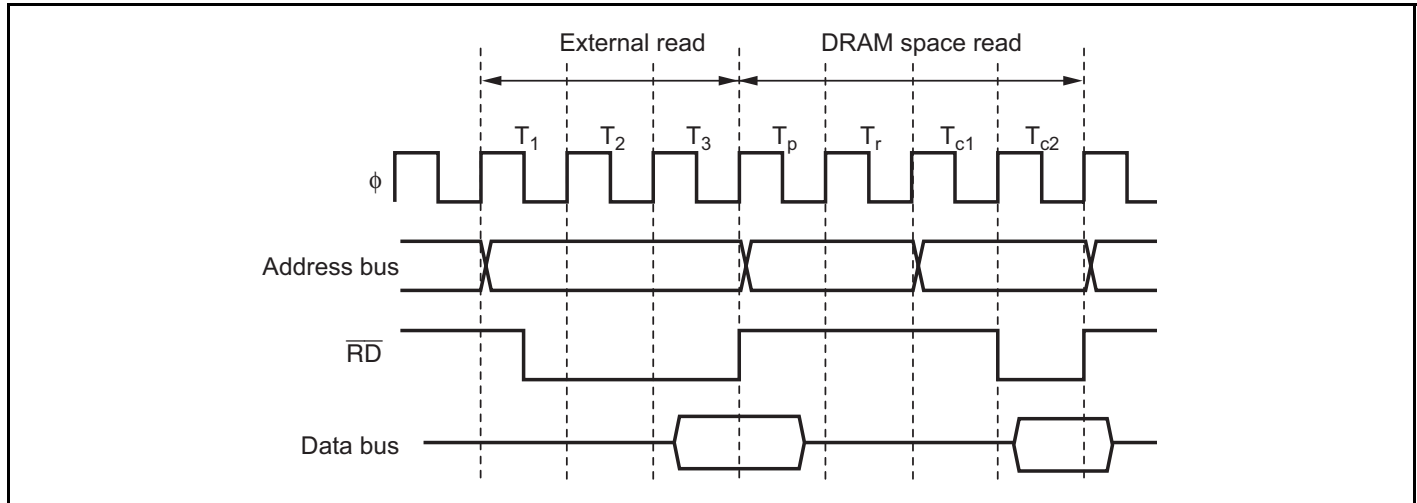 External read DRAM space read
T1 T2 T3 Tp Tr Tc1 Tc2
ϕ
Address bus
RD
Data bus